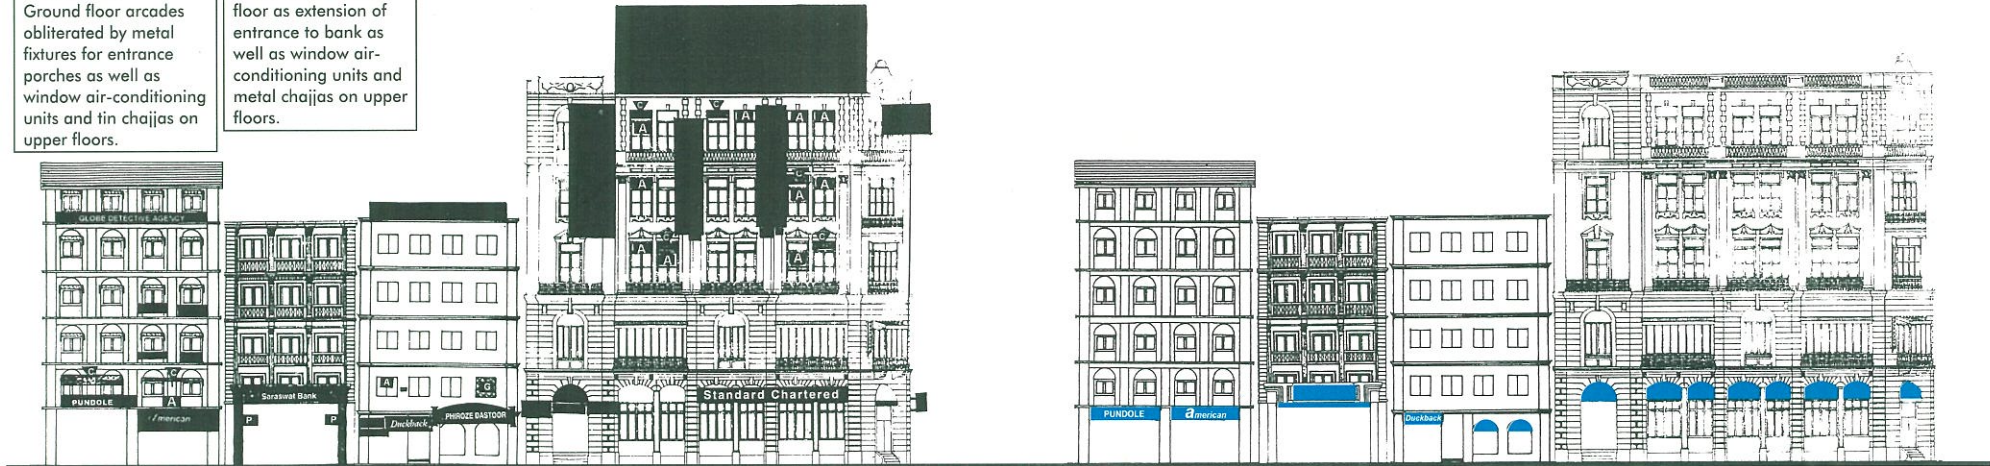 Ground floor arcades
obliterated by metal
fixtures for entrance
porches as well as
window air-conditioning
units and tin chajjas on
upper floors.
floor as extension of
entrance to bank as
well as window air-
conditioning units and
metal chajjas on upper
floors.
GLOBE DETECTIVE AGENCY
C
C
PUNDOLE
A
American
Saraswat Bank
P
P
A
G
Duckback
PHIROZE DASTOOR
C
C
A
A
A
A
A
C
A
A
A
C
A
C
A
A
Standard Chartered
PUNDOLE
american
Duckback